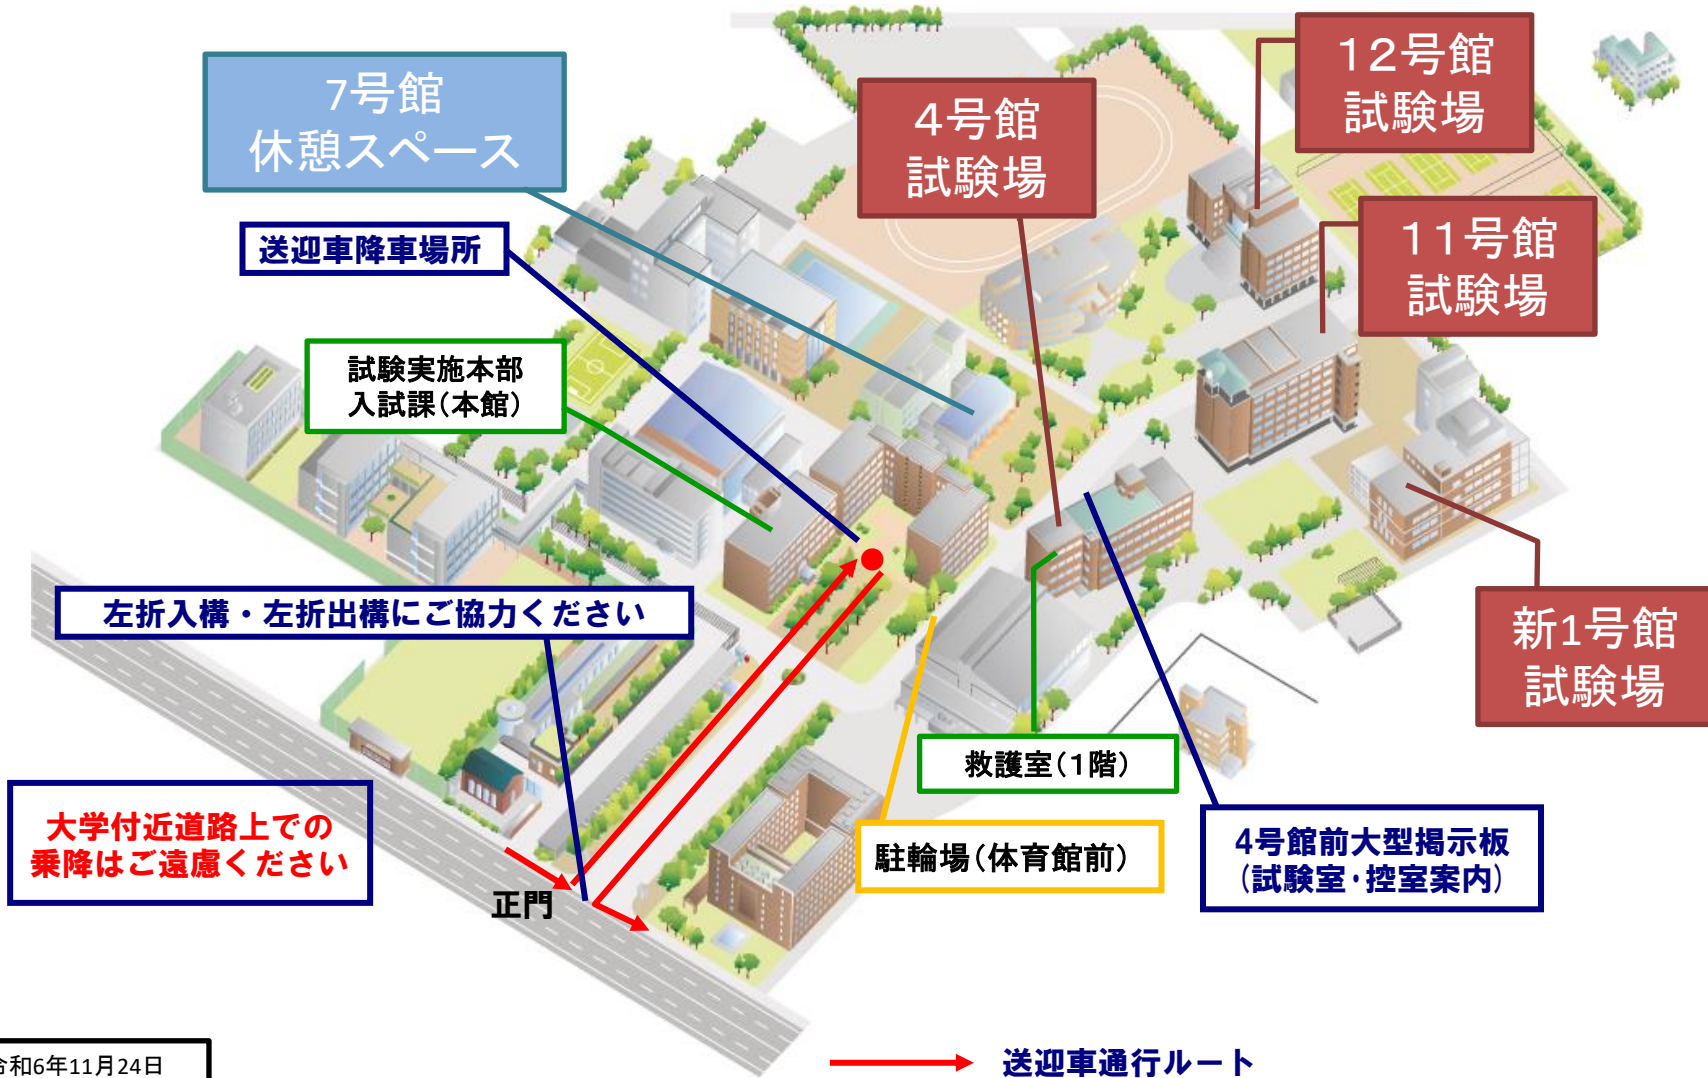 7号館
休憩スペース
4号館
試験場
12号館
試験場
11号館
試験場
送迎車降車場所
試験実施本部
入試課(本館)
左折入構・左折出構にご協力ください
新1号館
試験場
救護室(1階)
大学付近道路上での
乗降はご遠慮ください
駐輪場(体育館前)
4号館前大型掲示板
(試験室・控室案内)
正門
令和6年11月24日
送迎車通行ルート